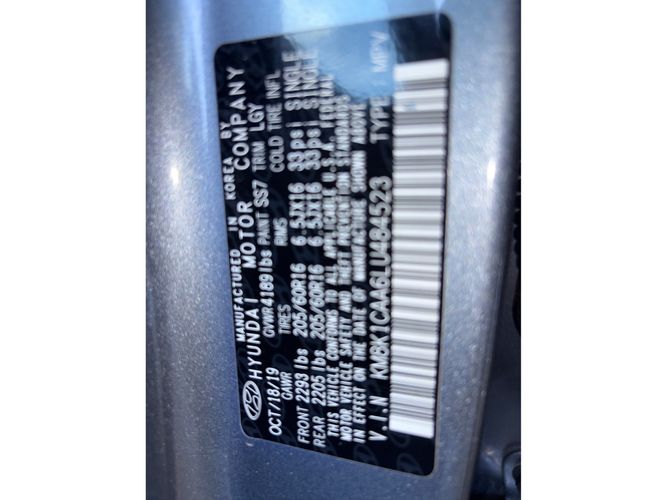 MANUFACTURED IN KOREA BY
HYUNDAI MOTOR COMPANY
OCT/18/19 GVWR 4189 lbs PAINT SS7 TRIM LGY
GAWR TIRES RIMS COLD TIRE INFL
FRONT 2293 lbs 205/60R16 6.5JX16 33psi SINGLE
REAR 2205 lbs 205/60R16 6.5JX16 33psi SINGLE
THIS VEHICLE CONFORMS TO ALL APPLICABLE U.S. FEDERAL
MOTOR VEHICLE SAFETY AND THEFT PREVENTION STANDARDS
IN EFFECT ON THE DATE OF MANUFACTURE SHOWN ABOVE
V.I.N KM8K1CAA6LU484523 TYPE MPV